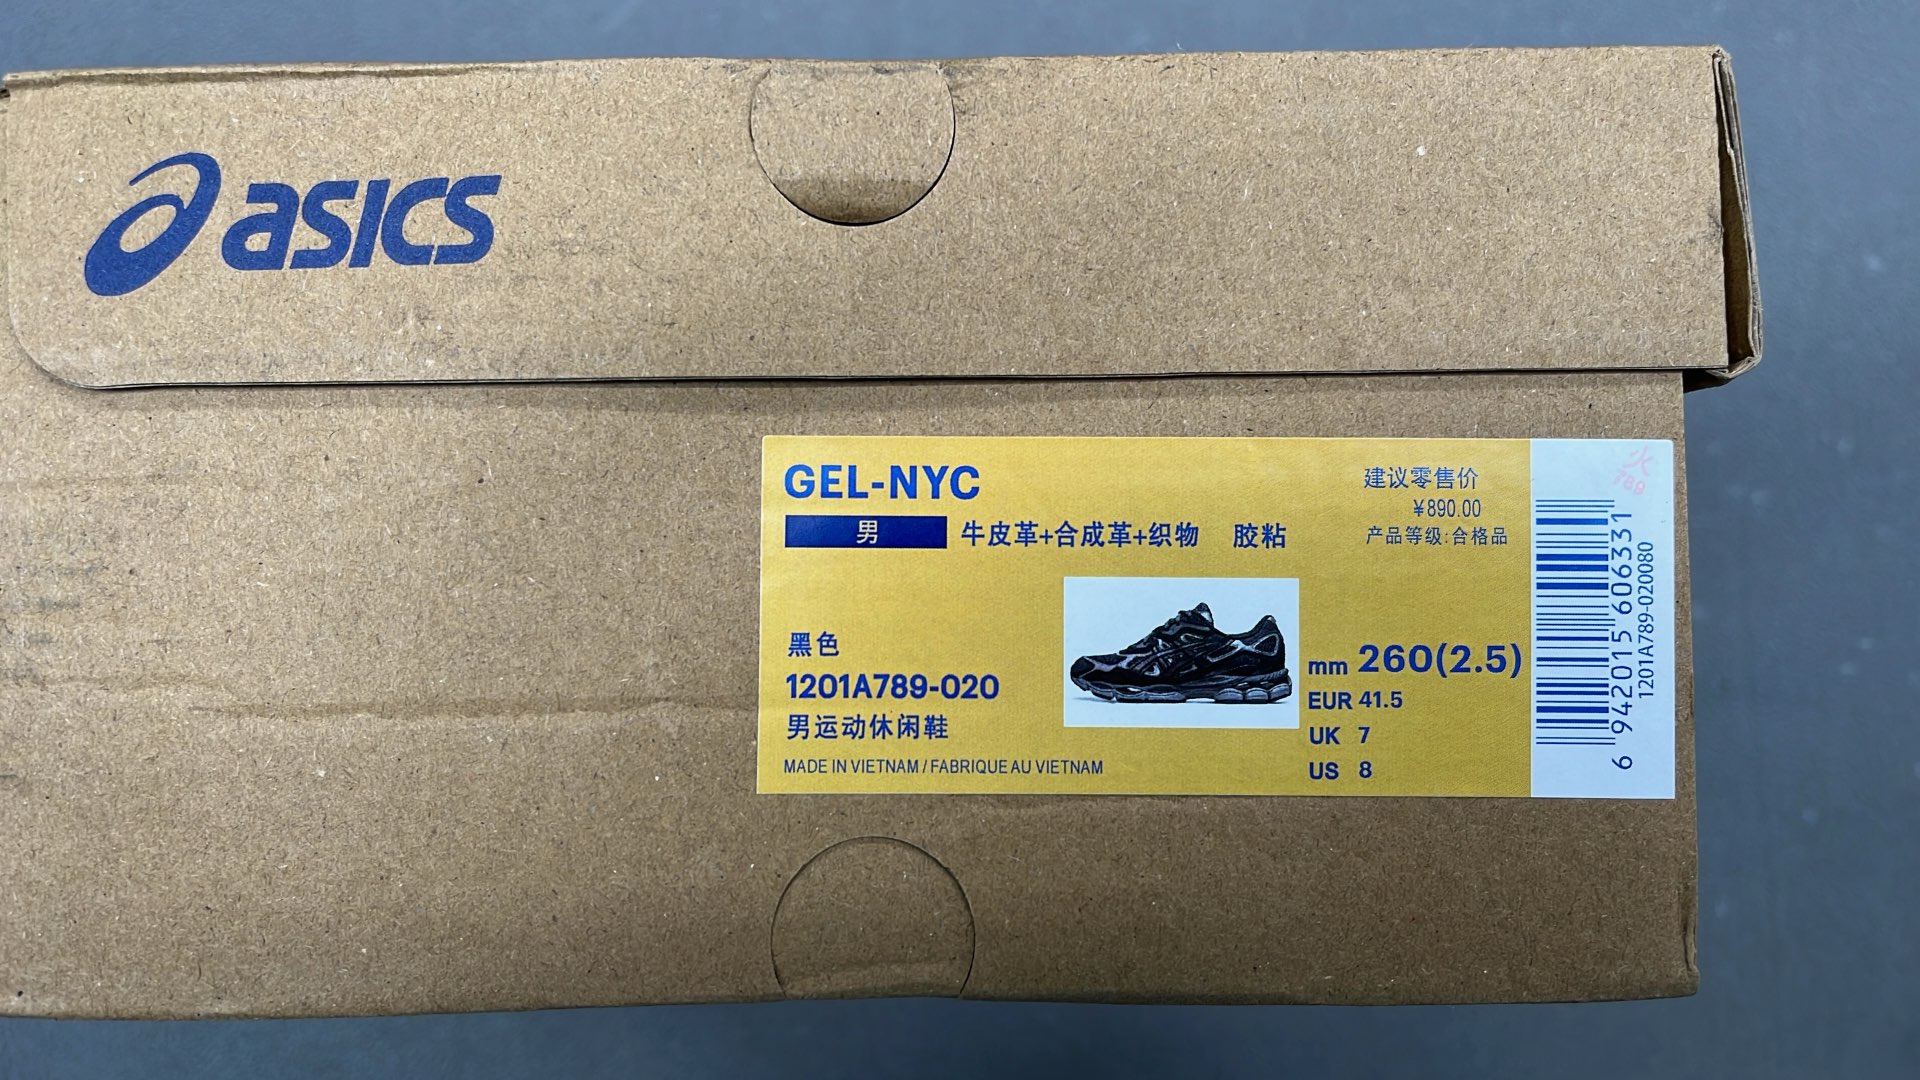 asics
GEL-NYC
男 牛皮革+合成革+织物 胶粘
建议零售价
¥890.00
产品等级:合格品
黑色
1201A789-020
男运动休闲鞋
MADE IN VIETNAM / FABRIQUE AU VIETNAM
mm 260(2.5)
EUR 41.5
UK 7
US 8
6 942015 606331
1201A789-020080
火
789